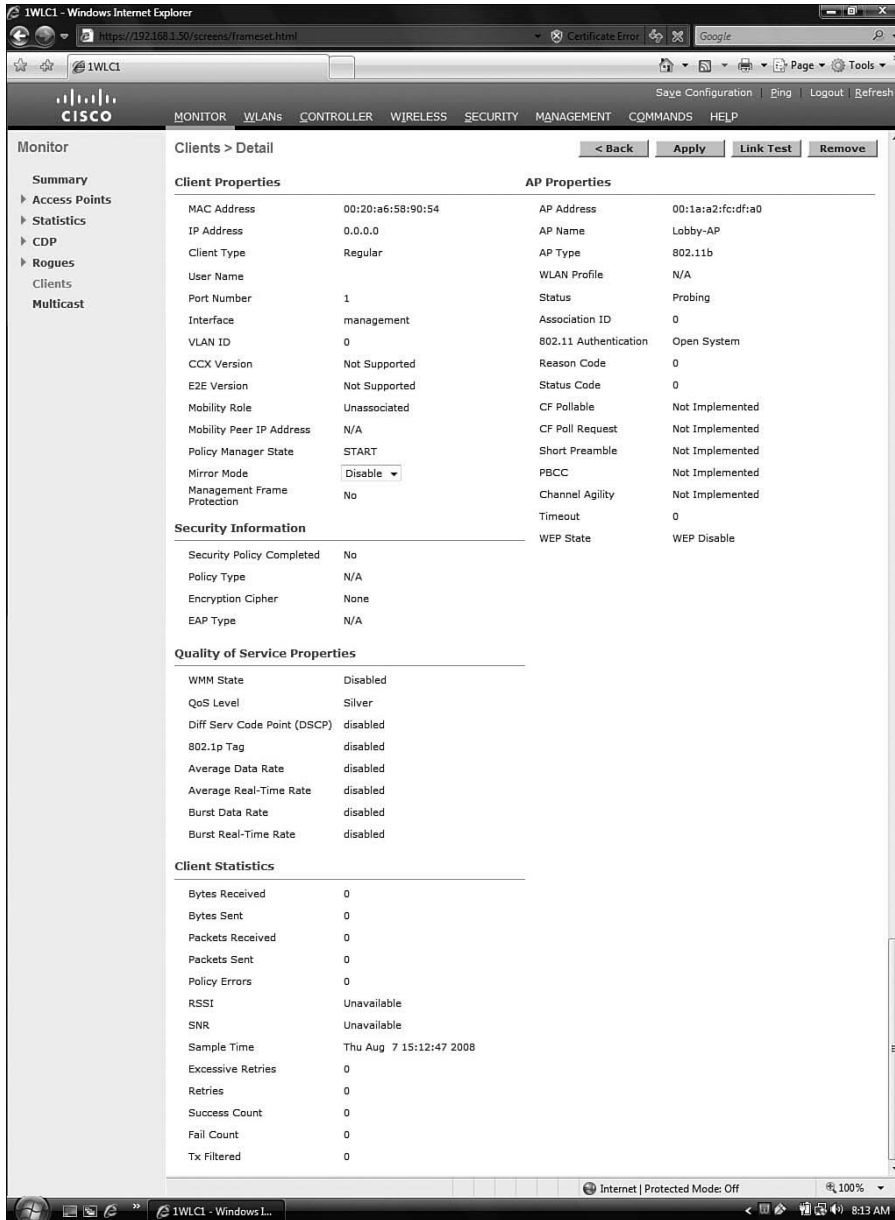 1WLC1 - Windows Internet Explorer
https://192.168.1.50/screens/frameset.html
Certificate Error
Google
1WLC1
Page
Tools
Save Configuration | Ping | Logout | Refresh
CISCO
MONITOR WLANs CONTROLLER WIRELESS SECURITY MANAGEMENT COMMANDS HELP
Monitor
Summary
Access Points
Statistics
CDP
Rogues
Clients
Multicast
Clients > Detail
< Back
Apply
Link Test
Remove
Client Properties
MAC Address 00:20:a6:58:90:54
IP Address 0.0.0.0
Client Type Regular
User Name
Port Number 1
Interface management
VLAN ID 0
CCX Version Not Supported
E2E Version Not Supported
Mobility Role Unassociated
Mobility Peer IP Address N/A
Policy Manager State START
Mirror Mode Disable
Management Frame
Protection No
Security Information
Security Policy Completed No
Policy Type N/A
Encryption Cipher None
EAP Type N/A
Quality of Service Properties
WMM State Disabled
QoS Level Silver
Diff Serv Code Point (DSCP) disabled
802.1p Tag disabled
Average Data Rate disabled
Average Real-Time Rate disabled
Burst Data Rate disabled
Burst Real-Time Rate disabled
Client Statistics
Bytes Received 0
Bytes Sent 0
Packets Received 0
Packets Sent 0
Policy Errors 0
RSSI Unavailable
SNR Unavailable
Sample Time Thu Aug 7 15:12:47 2008
Excessive Retries 0
Retries 0
Success Count 0
Fail Count 0
Tx Filtered 0
AP Properties
AP Address 00:1a:a2:fc:df:a0
AP Name Lobby-AP
AP Type 802.11b
WLAN Profile N/A
Status Probing
Association ID 0
802.11 Authentication Open System
Reason Code 0
Status Code 0
CF Pollable Not Implemented
CF Poll Request Not Implemented
Short Preamble Not Implemented
PBCC Not Implemented
Channel Agility Not Implemented
Timeout 0
WEP State WEP Disable
Internet | Protected Mode: Off
100%
1WLC1 - Windows I...
8:13 AM